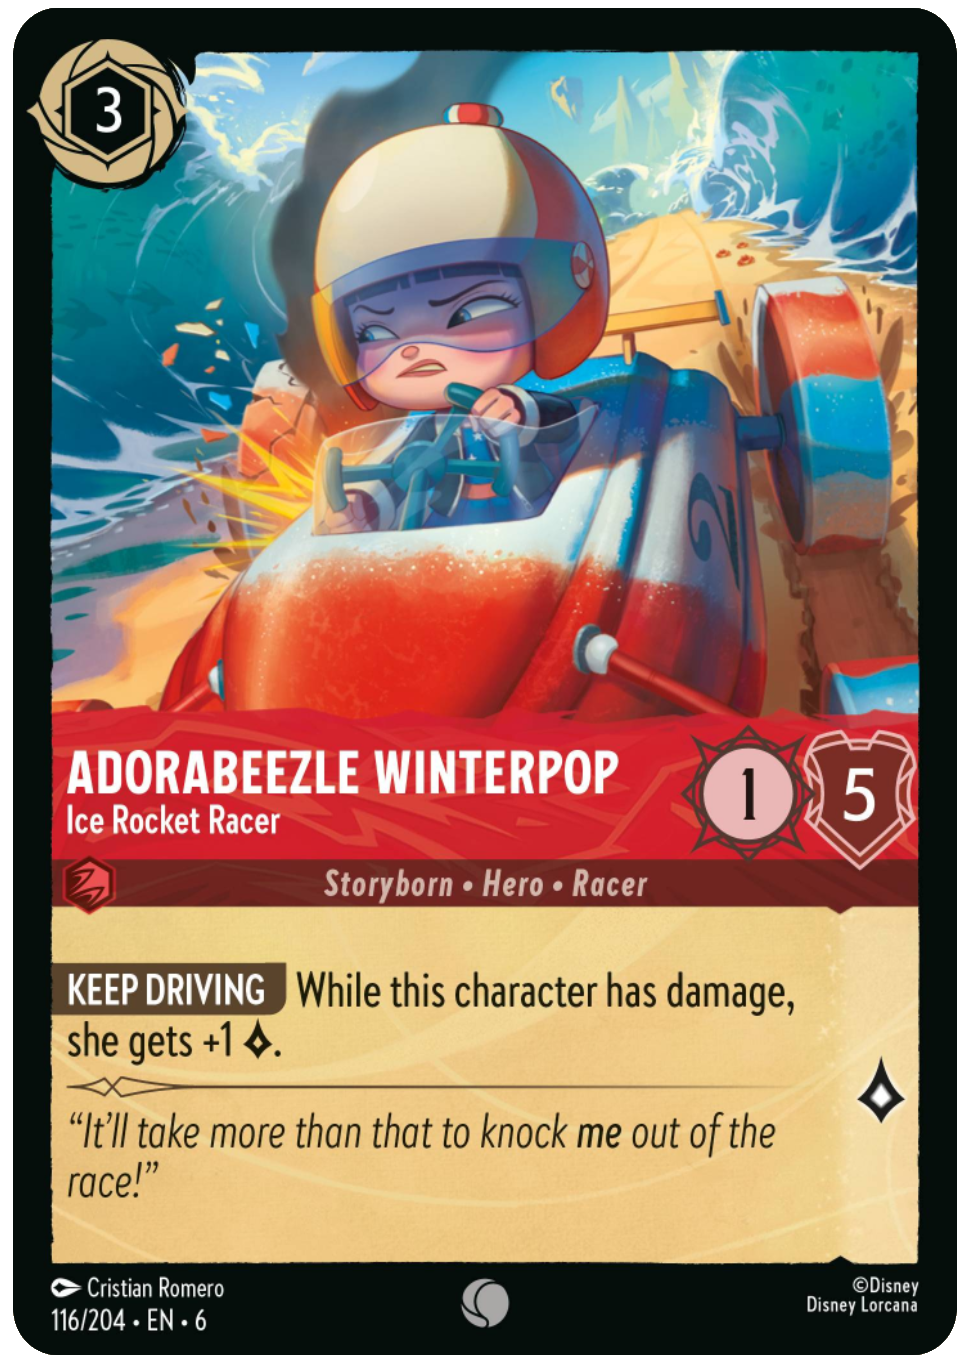 3
ADORABEEZLE WINTERPOP
Ice Rocket Racer
1
5
Storyborn • Hero • Racer
KEEP DRIVING While this character has damage,
she gets +1 .
“It’ll take more than that to knock me out of the
race!”
Cristian Romero
116/204 • EN • 6
©Disney
Disney Lorcana